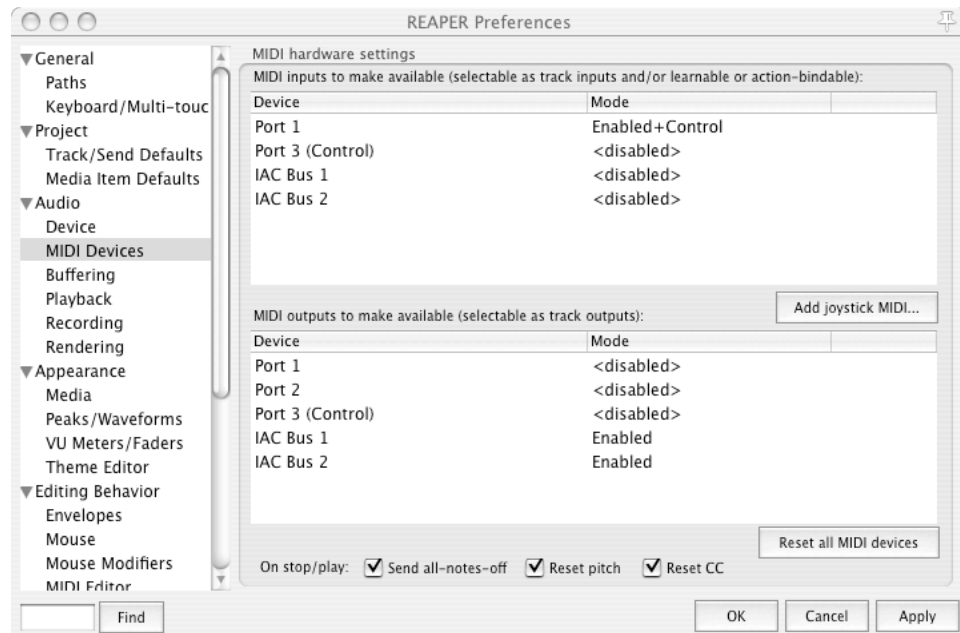 REAPER Preferences
General
Paths
Keyboard/Multi-touc
Project
Track/Send Defaults
Media Item Defaults
Audio
Device
MIDI Devices
Buffering
Playback
Recording
Rendering
Appearance
Media
Peaks/Waveforms
VU Meters/Faders
Theme Editor
Editing Behavior
Envelopes
Mouse
Mouse Modifiers
MIDI Editor
Find
MIDI hardware settings
MIDI inputs to make available (selectable as track inputs and/or learnable or action-bindable):
Device Mode
Port 1 Enabled+Control
Port 3 (Control) <disabled>
IAC Bus 1 <disabled>
IAC Bus 2 <disabled>
Add joystick MIDI...
MIDI outputs to make available (selectable as track outputs):
Device Mode
Port 1 <disabled>
Port 2 <disabled>
Port 3 (Control) <disabled>
IAC Bus 1 Enabled
IAC Bus 2 Enabled
Reset all MIDI devices
On stop/play: Send all-notes-off Reset pitch Reset CC
OK Cancel Apply